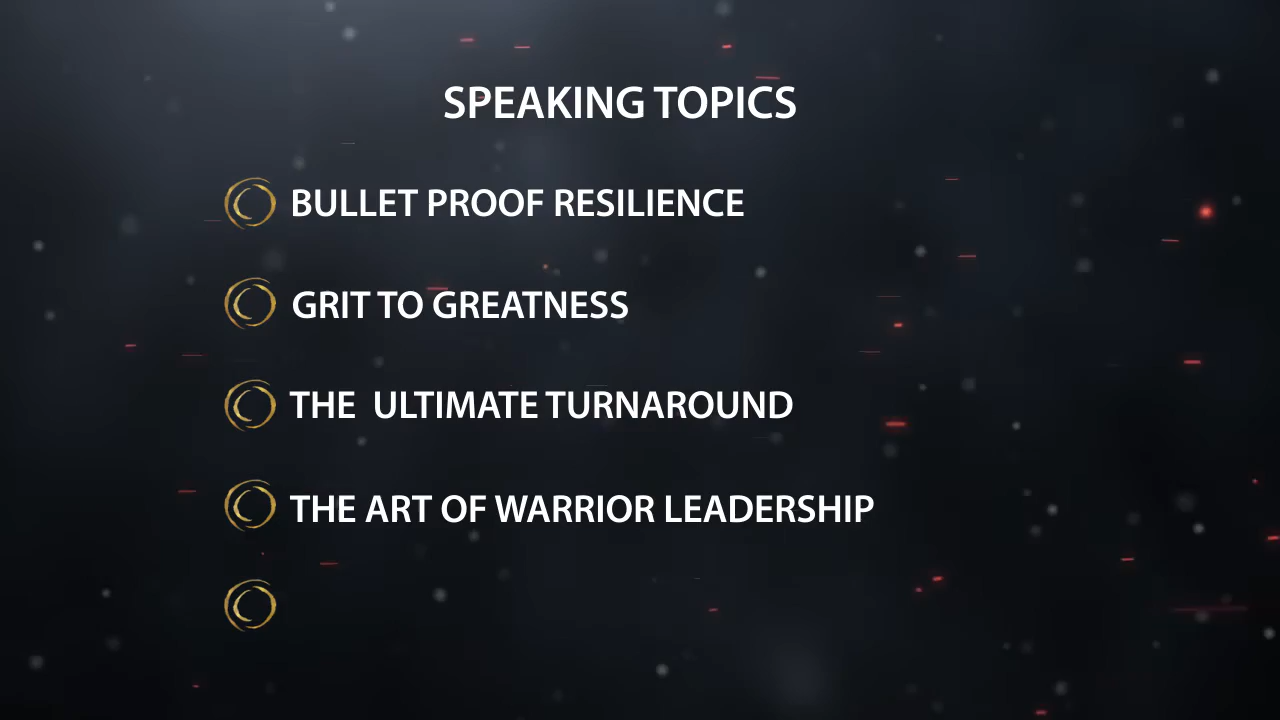 SPEAKING TOPICS
BULLET PROOF RESILIENCE
GRIT TO GREATNESS
THE  ULTIMATE TURNAROUND
THE ART OF WARRIOR LEADERSHIP